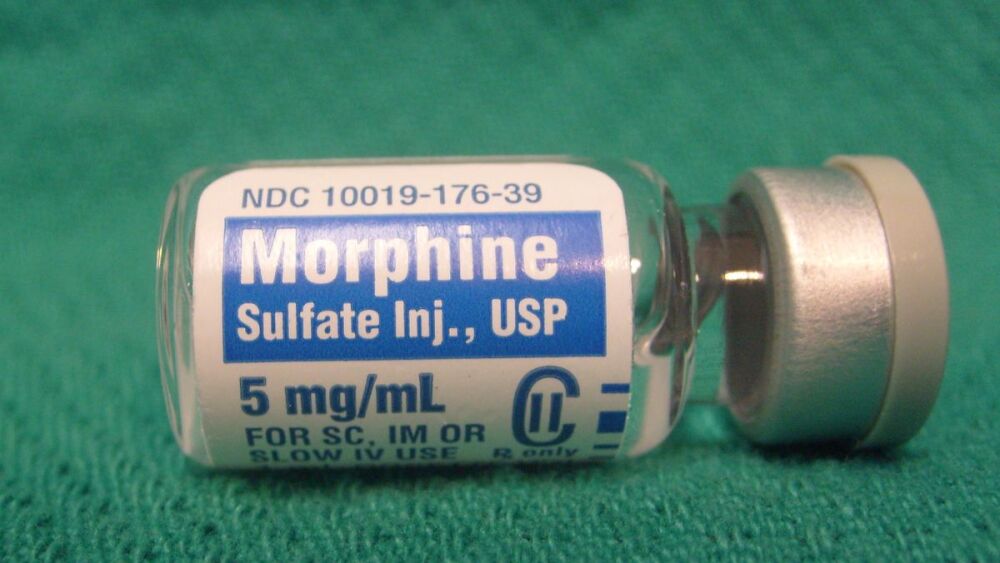 NDC 10019-176-39
Morphine
Sulfate Inj., USP
5 mg/mL
CII
FOR SC, IM OR
SLOW IV USE Rx only